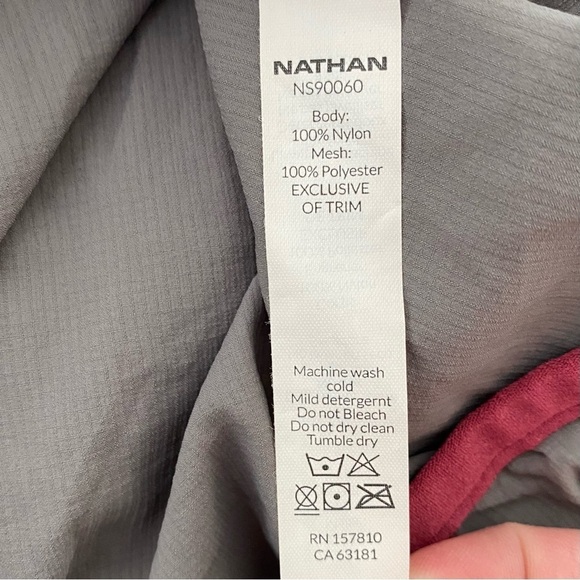 NATHAN
NS90060
Body:
100% Nylon
Mesh:
100% Polyester
EXCLUSIVE
OF TRIM
Machine wash
cold
Mild detergernt
Do not Bleach
Do not dry clean
Tumble dry
RN 157810
CA 63181